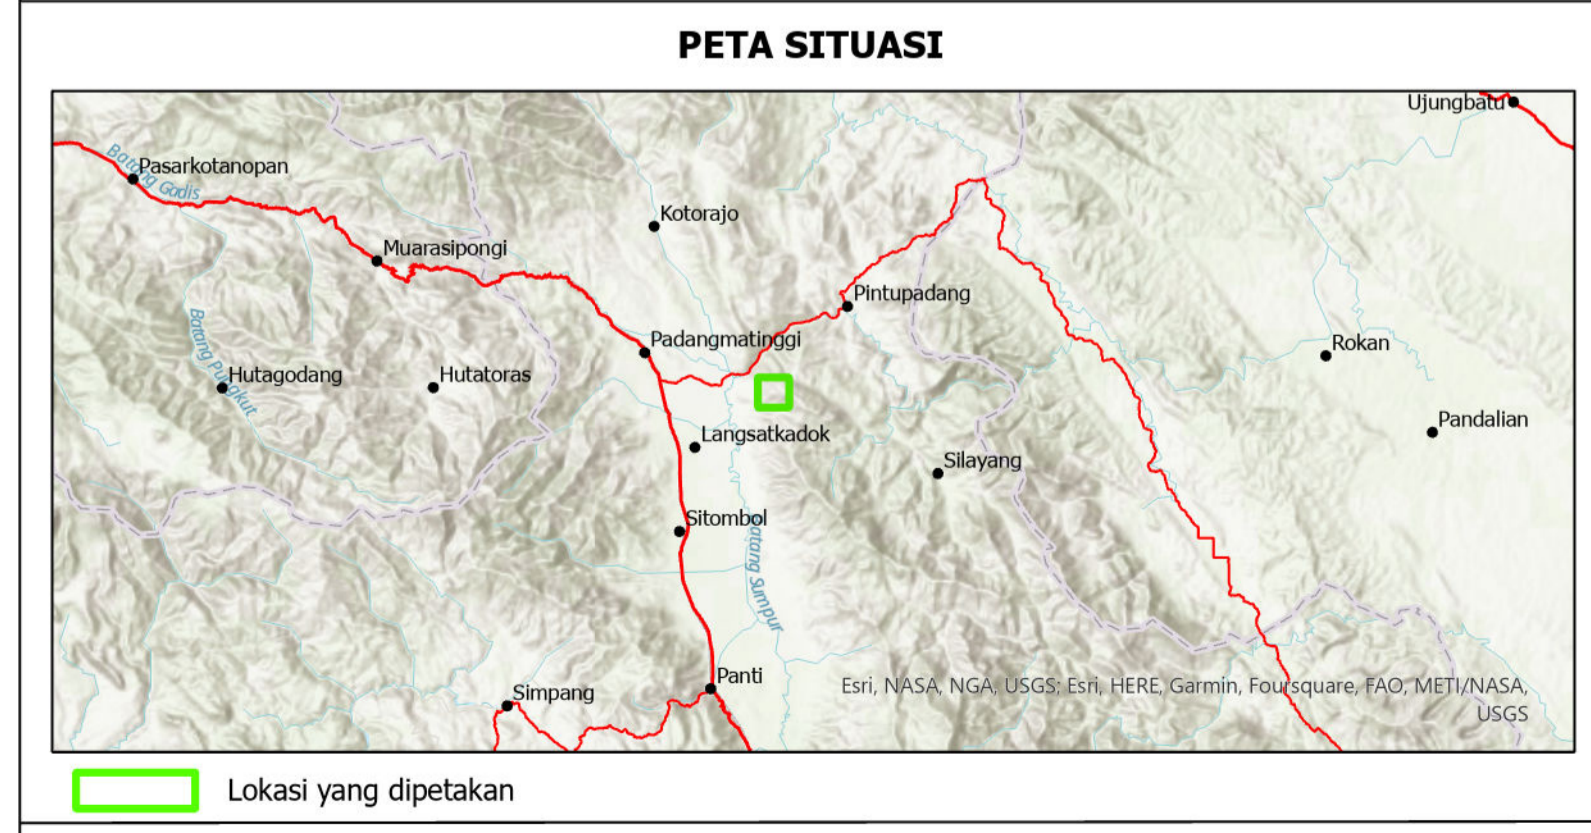 PETA SITUASI
Ujungbatu
Batang Gadis
Pasarkotanopan
Kotorajo
Muarasipongi
Pintupadang
Batang Pungkut
Padangmatinggi
Rokan
Hutagodang
Hutatoras
Langsatkadok
Pandalian
Silayang
Sitombol
Batang Sumpur
Panti
Simpang
Esri, NASA, NGA, USGS; Esri, HERE, Garmin, Foursquare, FAO, METI/NASA,
USGS
Lokasi yang dipetakan